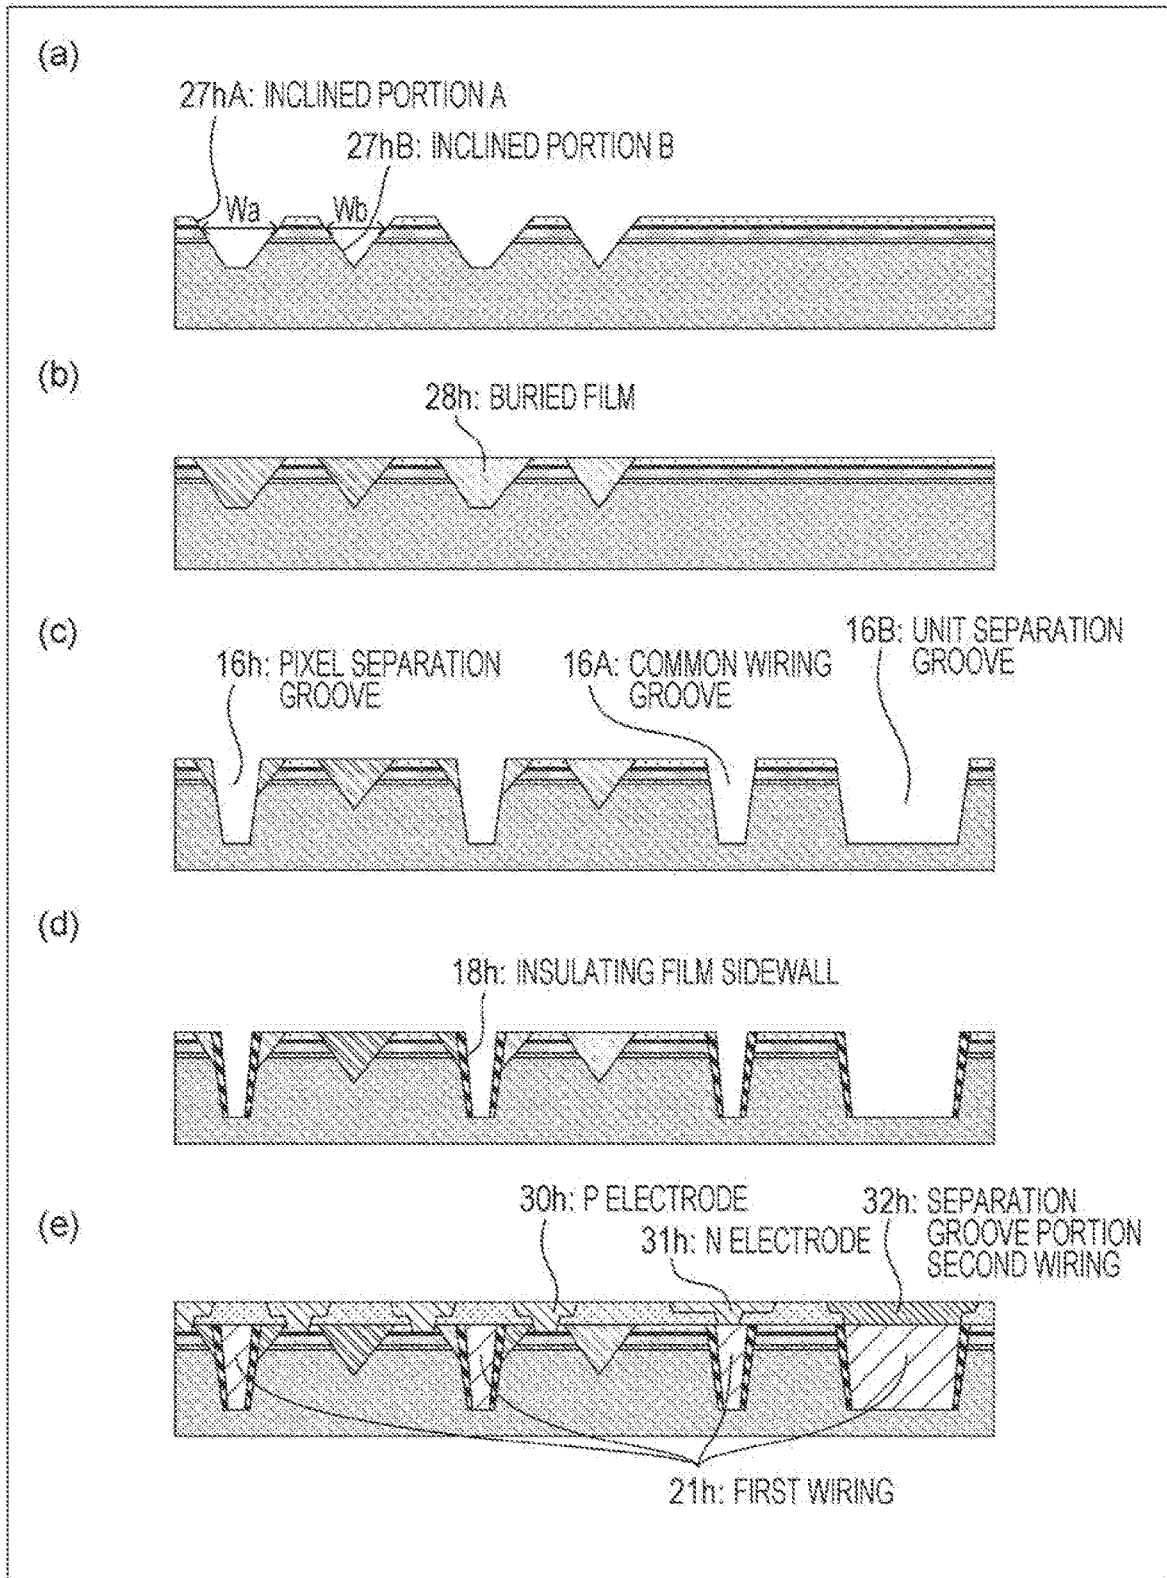 (a)
27hA: INCLINED PORTION A
27hB: INCLINED PORTION B
Wa
Wb
(b)
28h: BURIED FILM
(c)
16h: PIXEL SEPARATION
GROOVE
16A: COMMON WIRING
GROOVE
16B: UNIT SEPARATION
GROOVE
(d)
18h: INSULATING FILM SIDEWALL
(e)
30h: P ELECTRODE
31h: N ELECTRODE
32h: SEPARATION
GROOVE PORTION
SECOND WIRING
21h: FIRST WIRING